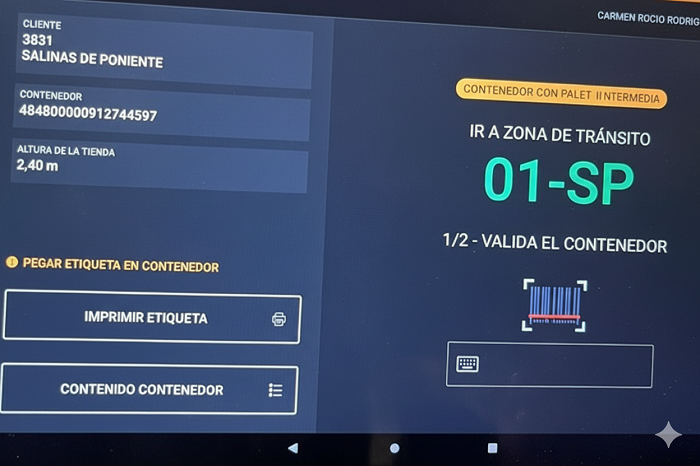 CARMEN ROCIO RODRIG
CLIENTE
3831
SALINAS DE PONIENTE
CONTENEDOR
484800000912744597
ALTURA DE LA TIENDA
2,40 m
PEGAR ETIQUETA EN CONTENEDOR
IMPRIMIR ETIQUETA
CONTENIDO CONTENEDOR
CONTENEDOR CON PALET IINTERMEDIA
IR A ZONA DE TRÁNSITO
01-SP
1/2 - VALIDA EL CONTENEDOR